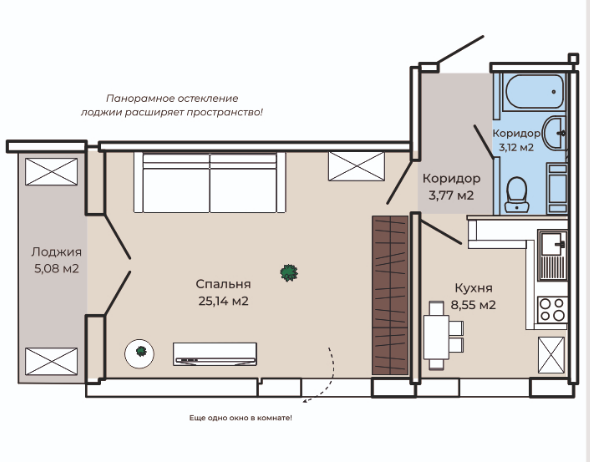 Панорамное остекление
лоджии расширяет пространство!
Коридор
3,12 м2
Коридор
3,77 м2
Лоджия
5,08 м2
Спальня
25,14 м2
Кухня
8,55 м2
Еще одно окно в комнате!